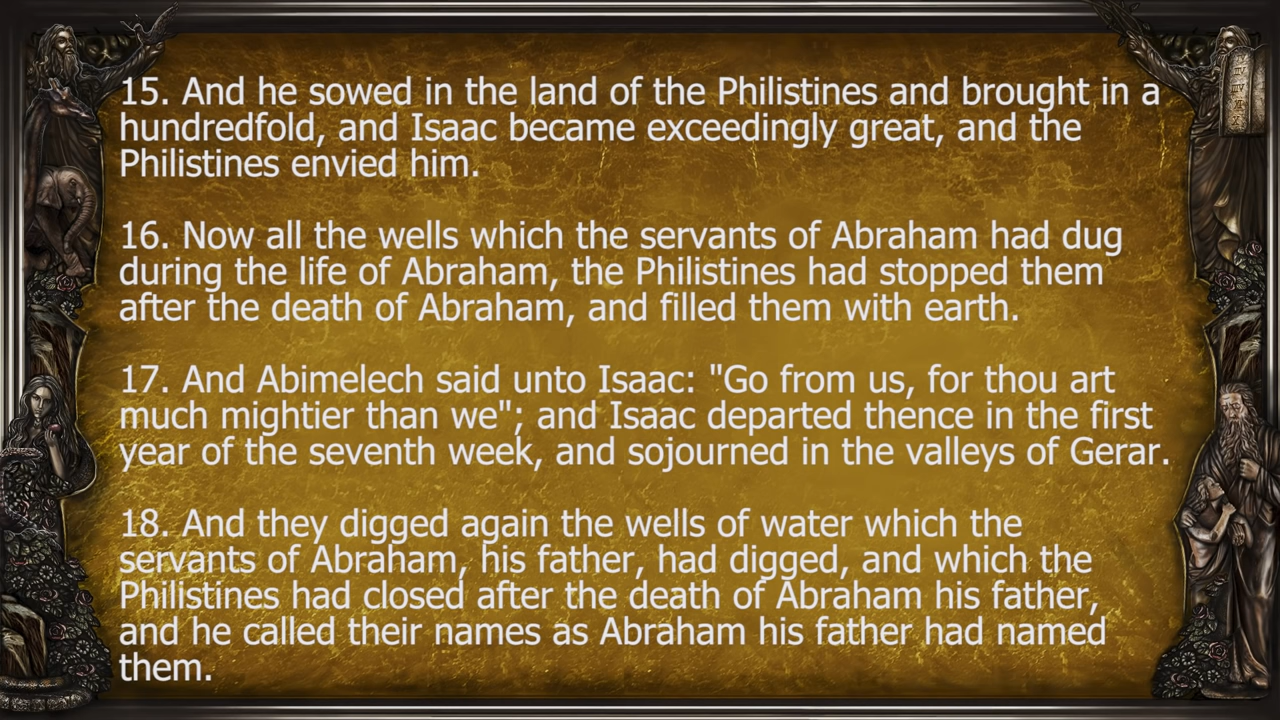 15. And he sowed in the land of the Philistines and brought in a
hundredfold, and Isaac became exceedingly great, and the
Philistines envied him.
16. Now all the wells which the servants of Abraham had dug
during the life of Abraham, the Philistines had stopped them
after the death of Abraham, and filled them with earth.
17. And Abimelech said unto Isaac: "Go from us, for thou art
much mightier than we"; and Isaac departed thence in the first
year of the seventh week, and sojourned in the valleys of Gerar.
18. And they digged again the wells of water which the
servants of Abraham, his father, had digged, and which the
Philistines had closed after the death of Abraham his father,
and he called their names as Abraham his father had named
them.